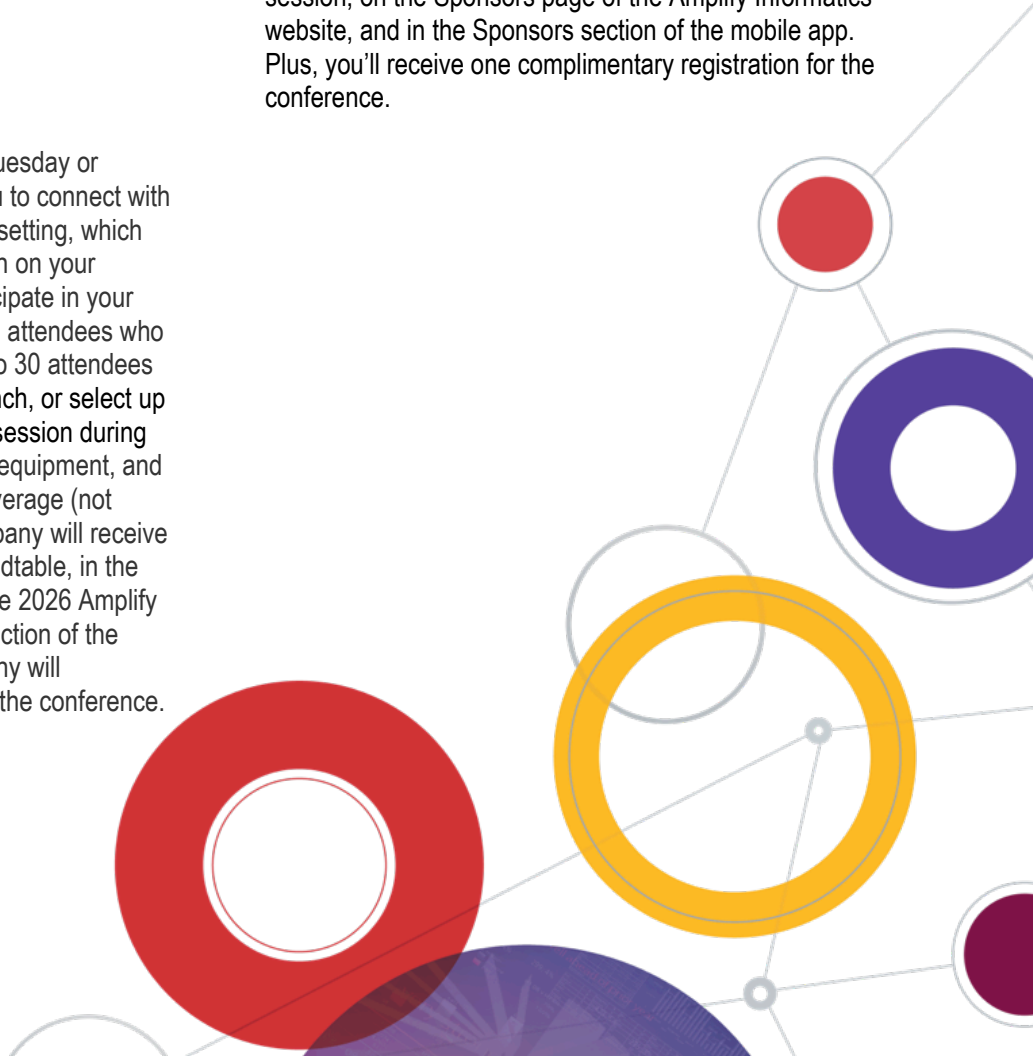 uesday or
u to connect with
setting, which
n on your
cipate in your
attendees who
o 30 attendees
nch, or select up
session during
equipment, and
verage (not
pany will receive
dtable, in the
e 2026 Amplify
ction of the
ny will
the conference.
session, on the Sponsors page of the Amplify Informatics
website, and in the Sponsors section of the mobile app.
Plus, you’ll receive one complimentary registration for the
conference.